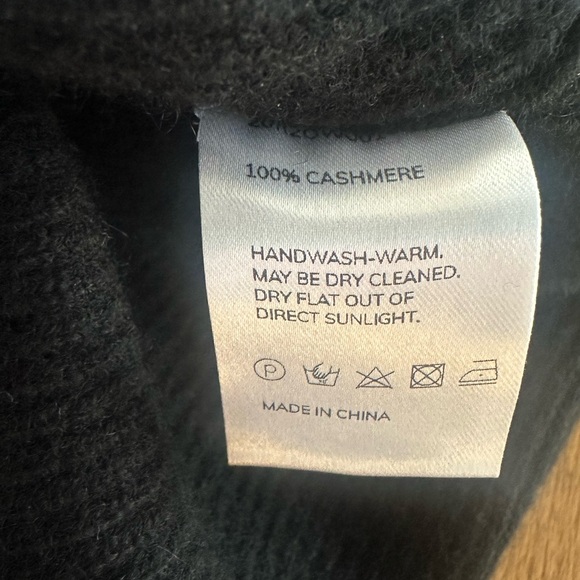 100% CASHMERE
HANDWASH-WARM.
MAY BE DRY CLEANED.
DRY FLAT OUT OF
DIRECT SUNLIGHT.
P
MADE IN CHINA